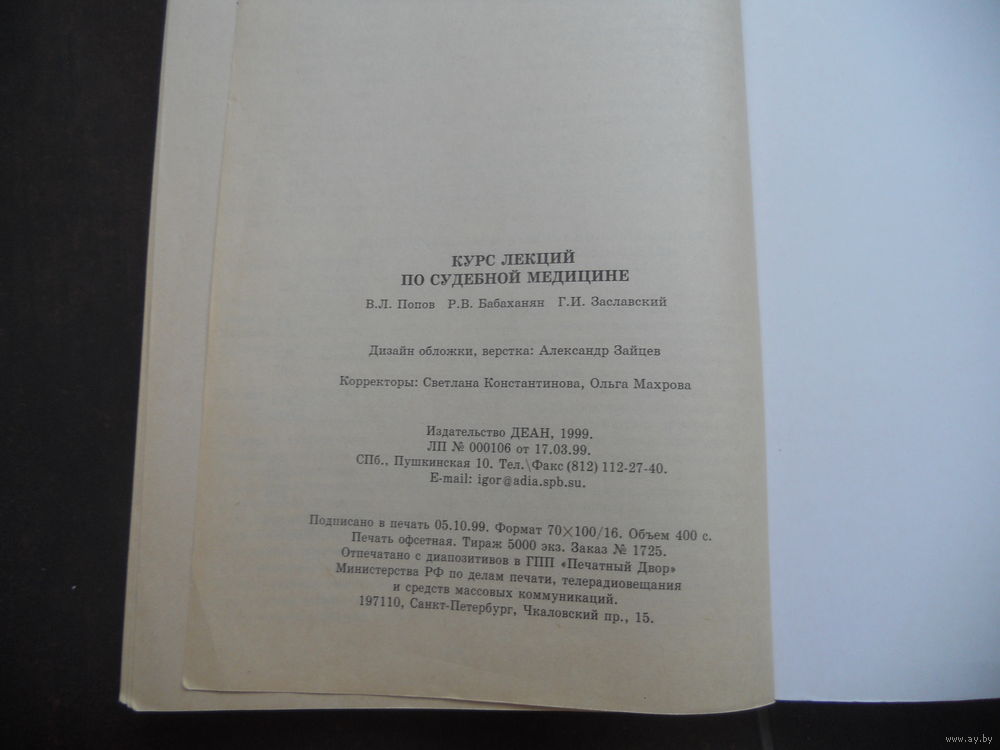 КУРС ЛЕКЦИЙ
ПО СУДЕБНОЙ МЕДИЦИНЕ
В.Л. Попов Р.В. Бабаханян Г.И. Заславский
Дизайн обложки, верстка: Александр Зайцев
Корректоры: Светлана Константинова, Ольга Махрова
Издательство ДЕАН, 1999.
ЛП № 000106 от 17.03.99.
СПб., Пушкинская 10. Тел.\Факс (812) 112-27-40.
E-mail: igor@adia.spb.su.
Подписано в печать 05.10.99. Формат 70×100/16. Объем 400 с.
Печать офсетная. Тираж 5000 экз. Заказ № 1725.
Отпечатано с диапозитивов в ГПП «Печатный Двор»
Министерства РФ по делам печати, телерадиовещания
и средств массовых коммуникаций.
197110, Санкт-Петербург, Чкаловский пр., 15.
www.ay.by